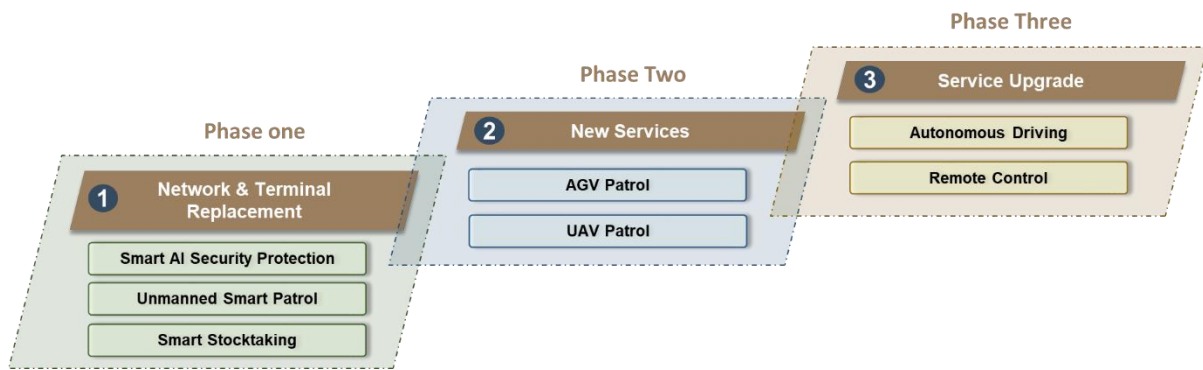 Phase one
1
Network & Terminal
Replacement
Smart AI Security Protection
Unmanned Smart Patrol
Smart Stocktaking
Phase Two
2
New Services
AGV Patrol
UAV Patrol
Phase Three
3
Service Upgrade
Autonomous Driving
Remote Control